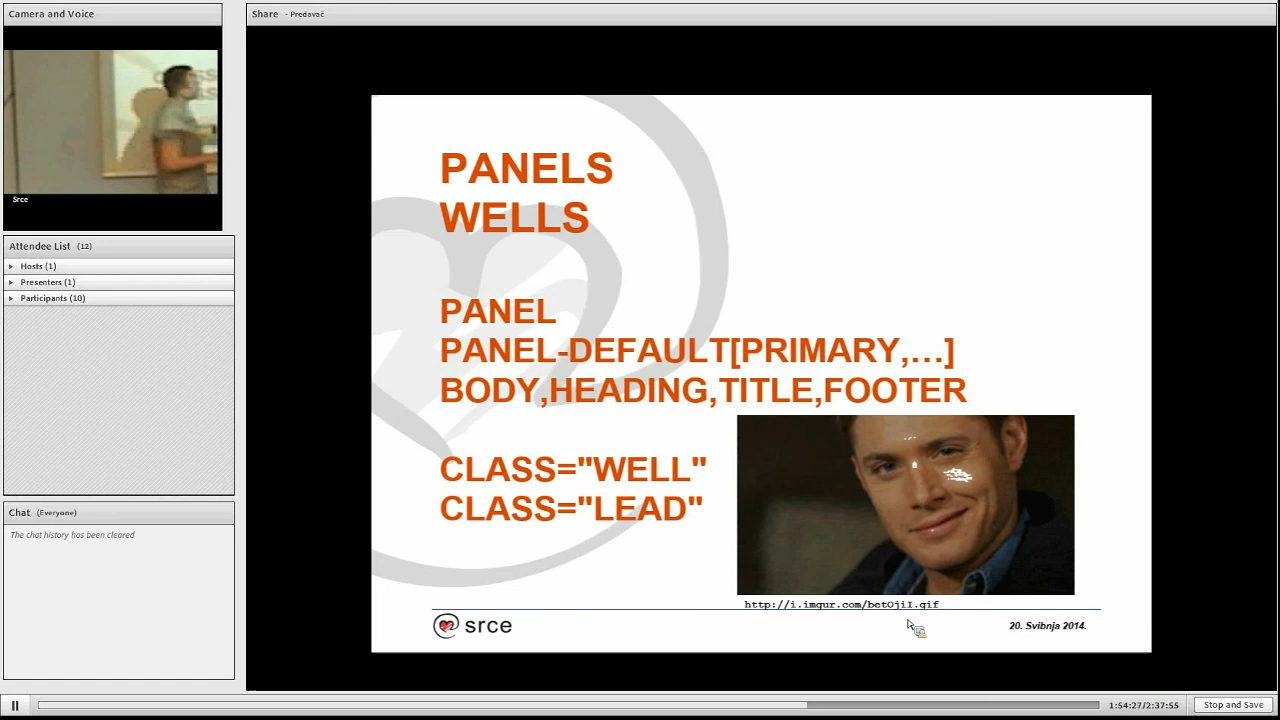 Camera and Voice
Srce
Attendee List (12)
Hosts (1)
Presenters (1)
Participants (10)
Chat (Everyone)
The chat history has been cleared
Share - Predavač
PANELS
WELLS
PANEL
PANEL-DEFAULT[PRIMARY,...]
BODY,HEADING,TITLE,FOOTER
CLASS="WELL"
CLASS="LEAD"
http://i.imgur.com/betOjiI.gif
srce
20. Svibnja 2014.
1:54:27/2:37:55
Stop and Save